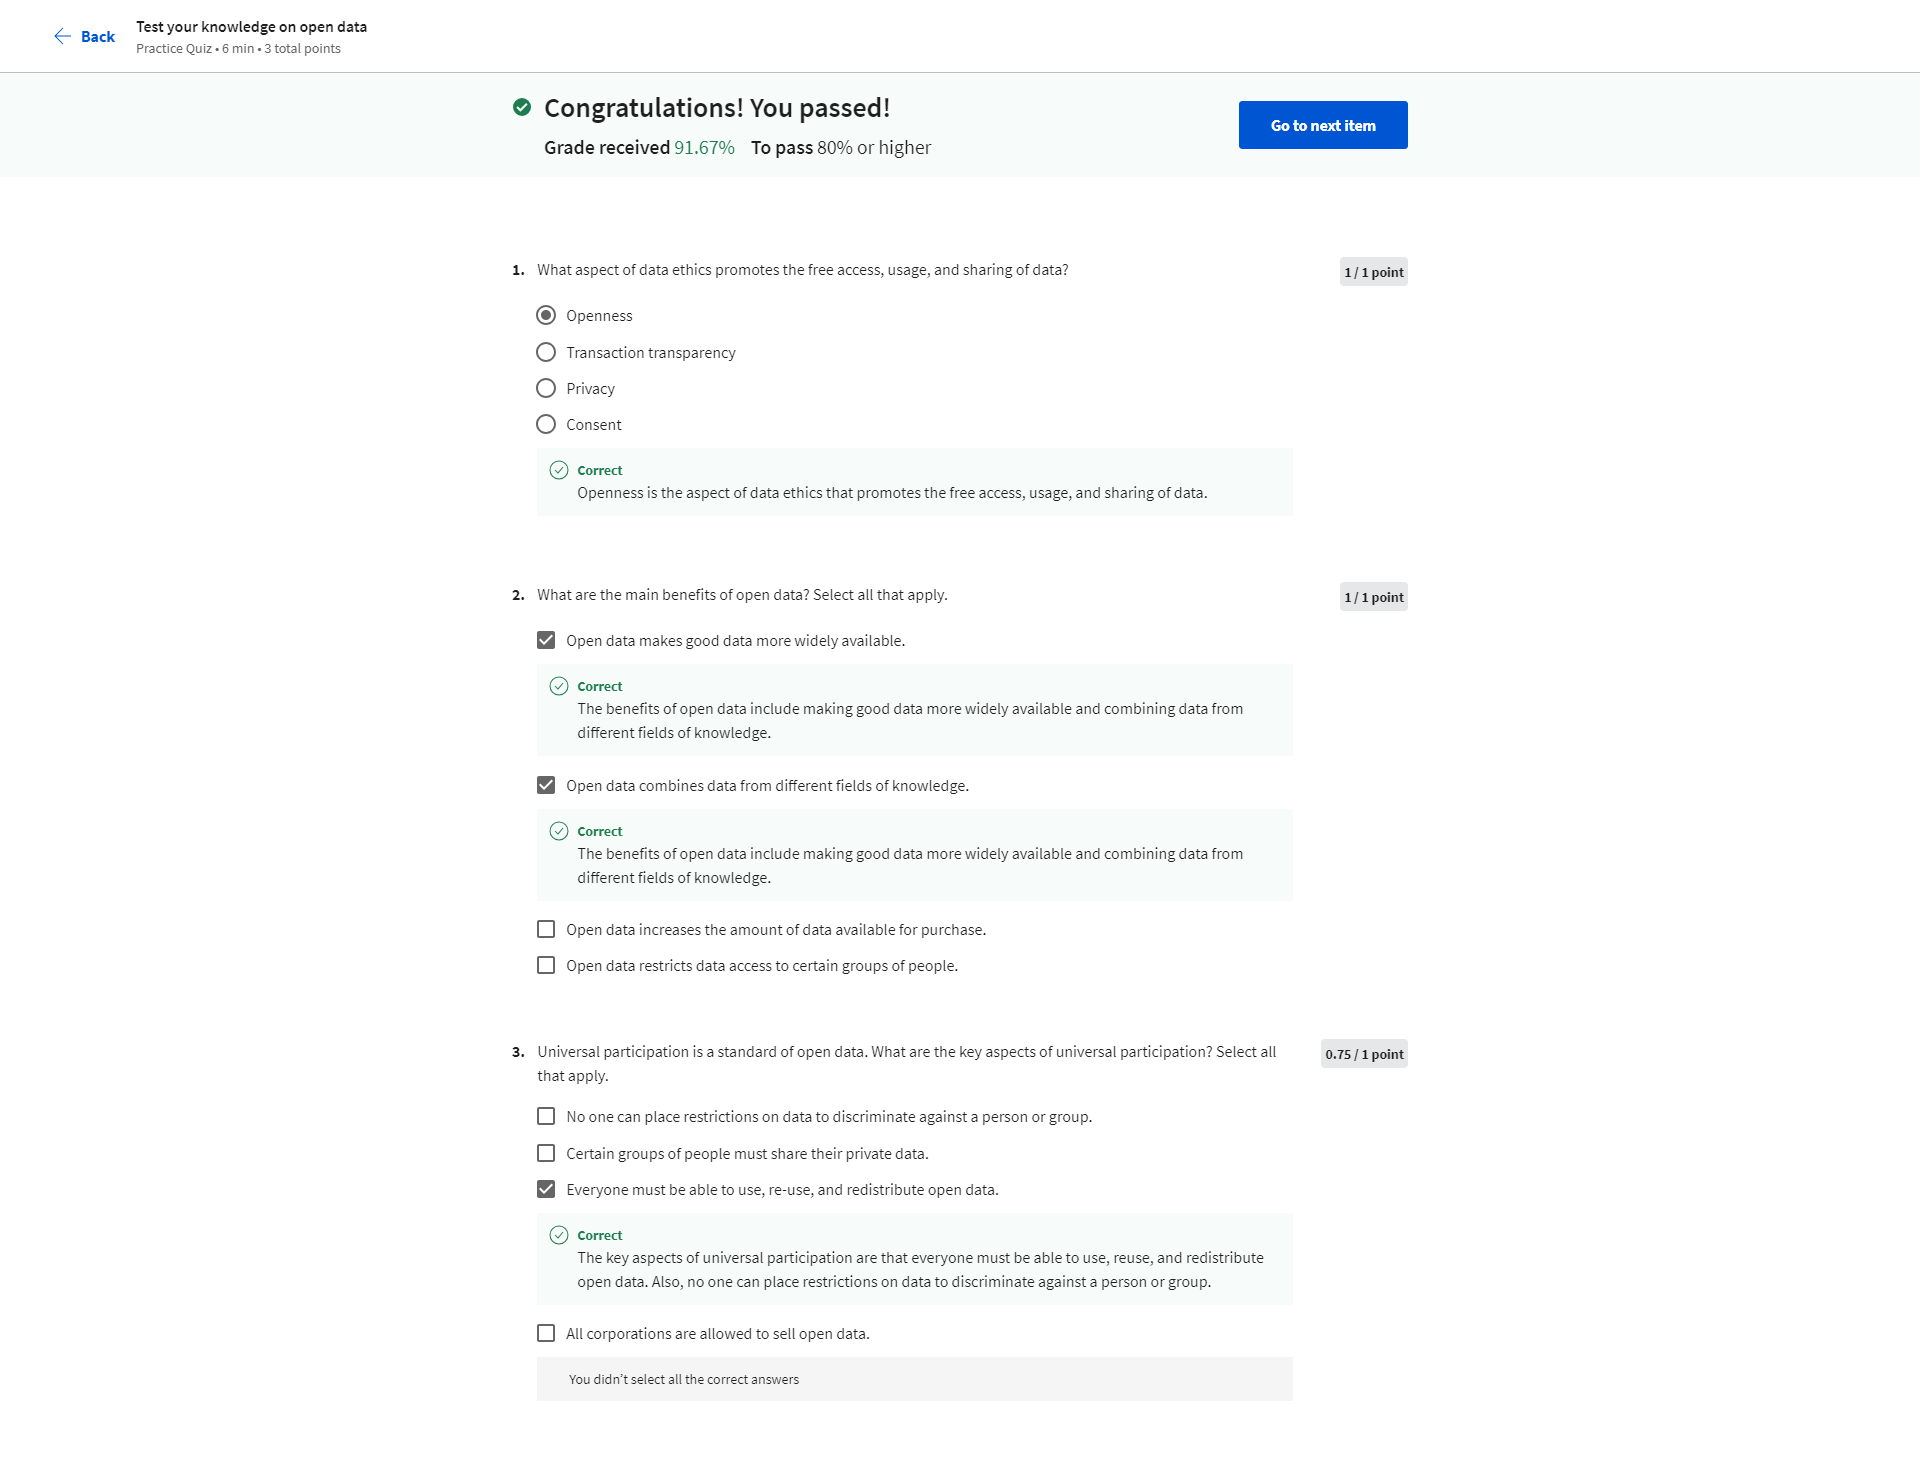 Back
Test your knowledge on open data
Practice Quiz • 6 min • 3 total points
Congratulations! You passed!
Grade received 91.67% To pass 80% or higher
Go to next item
1. What aspect of data ethics promotes the free access, usage, and sharing of data?
1 / 1 point
Openness
Transaction transparency
Privacy
Consent
Correct
Openness is the aspect of data ethics that promotes the free access, usage, and sharing of data.
2. What are the main benefits of open data? Select all that apply.
1 / 1 point
Open data makes good data more widely available.
Correct
The benefits of open data include making good data more widely available and combining data from
different fields of knowledge.
Open data combines data from different fields of knowledge.
Correct
The benefits of open data include making good data more widely available and combining data from
different fields of knowledge.
Open data increases the amount of data available for purchase.
Open data restricts data access to certain groups of people.
3. Universal participation is a standard of open data. What are the key aspects of universal participation? Select all
that apply.
0.75 / 1 point
No one can place restrictions on data to discriminate against a person or group.
Certain groups of people must share their private data.
Everyone must be able to use, re-use, and redistribute open data.
Correct
The key aspects of universal participation are that everyone must be able to use, reuse, and redistribute
open data. Also, no one can place restrictions on data to discriminate against a person or group.
All corporations are allowed to sell open data.
You didn’t select all the correct answers